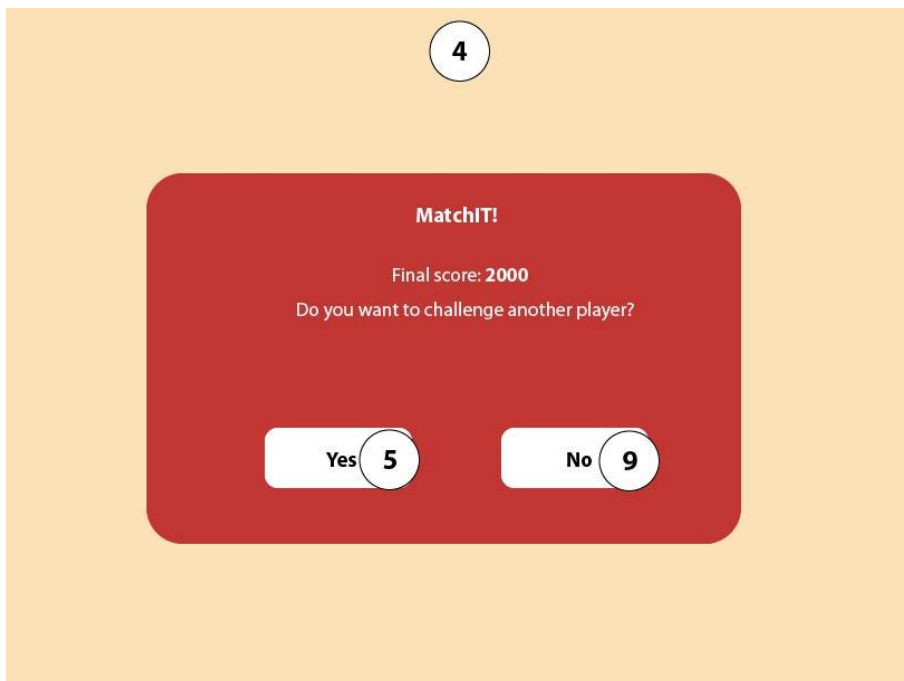 4
MatchIT!
Final score: 2000
Do you want to challenge another player?
Yes 5 No 9